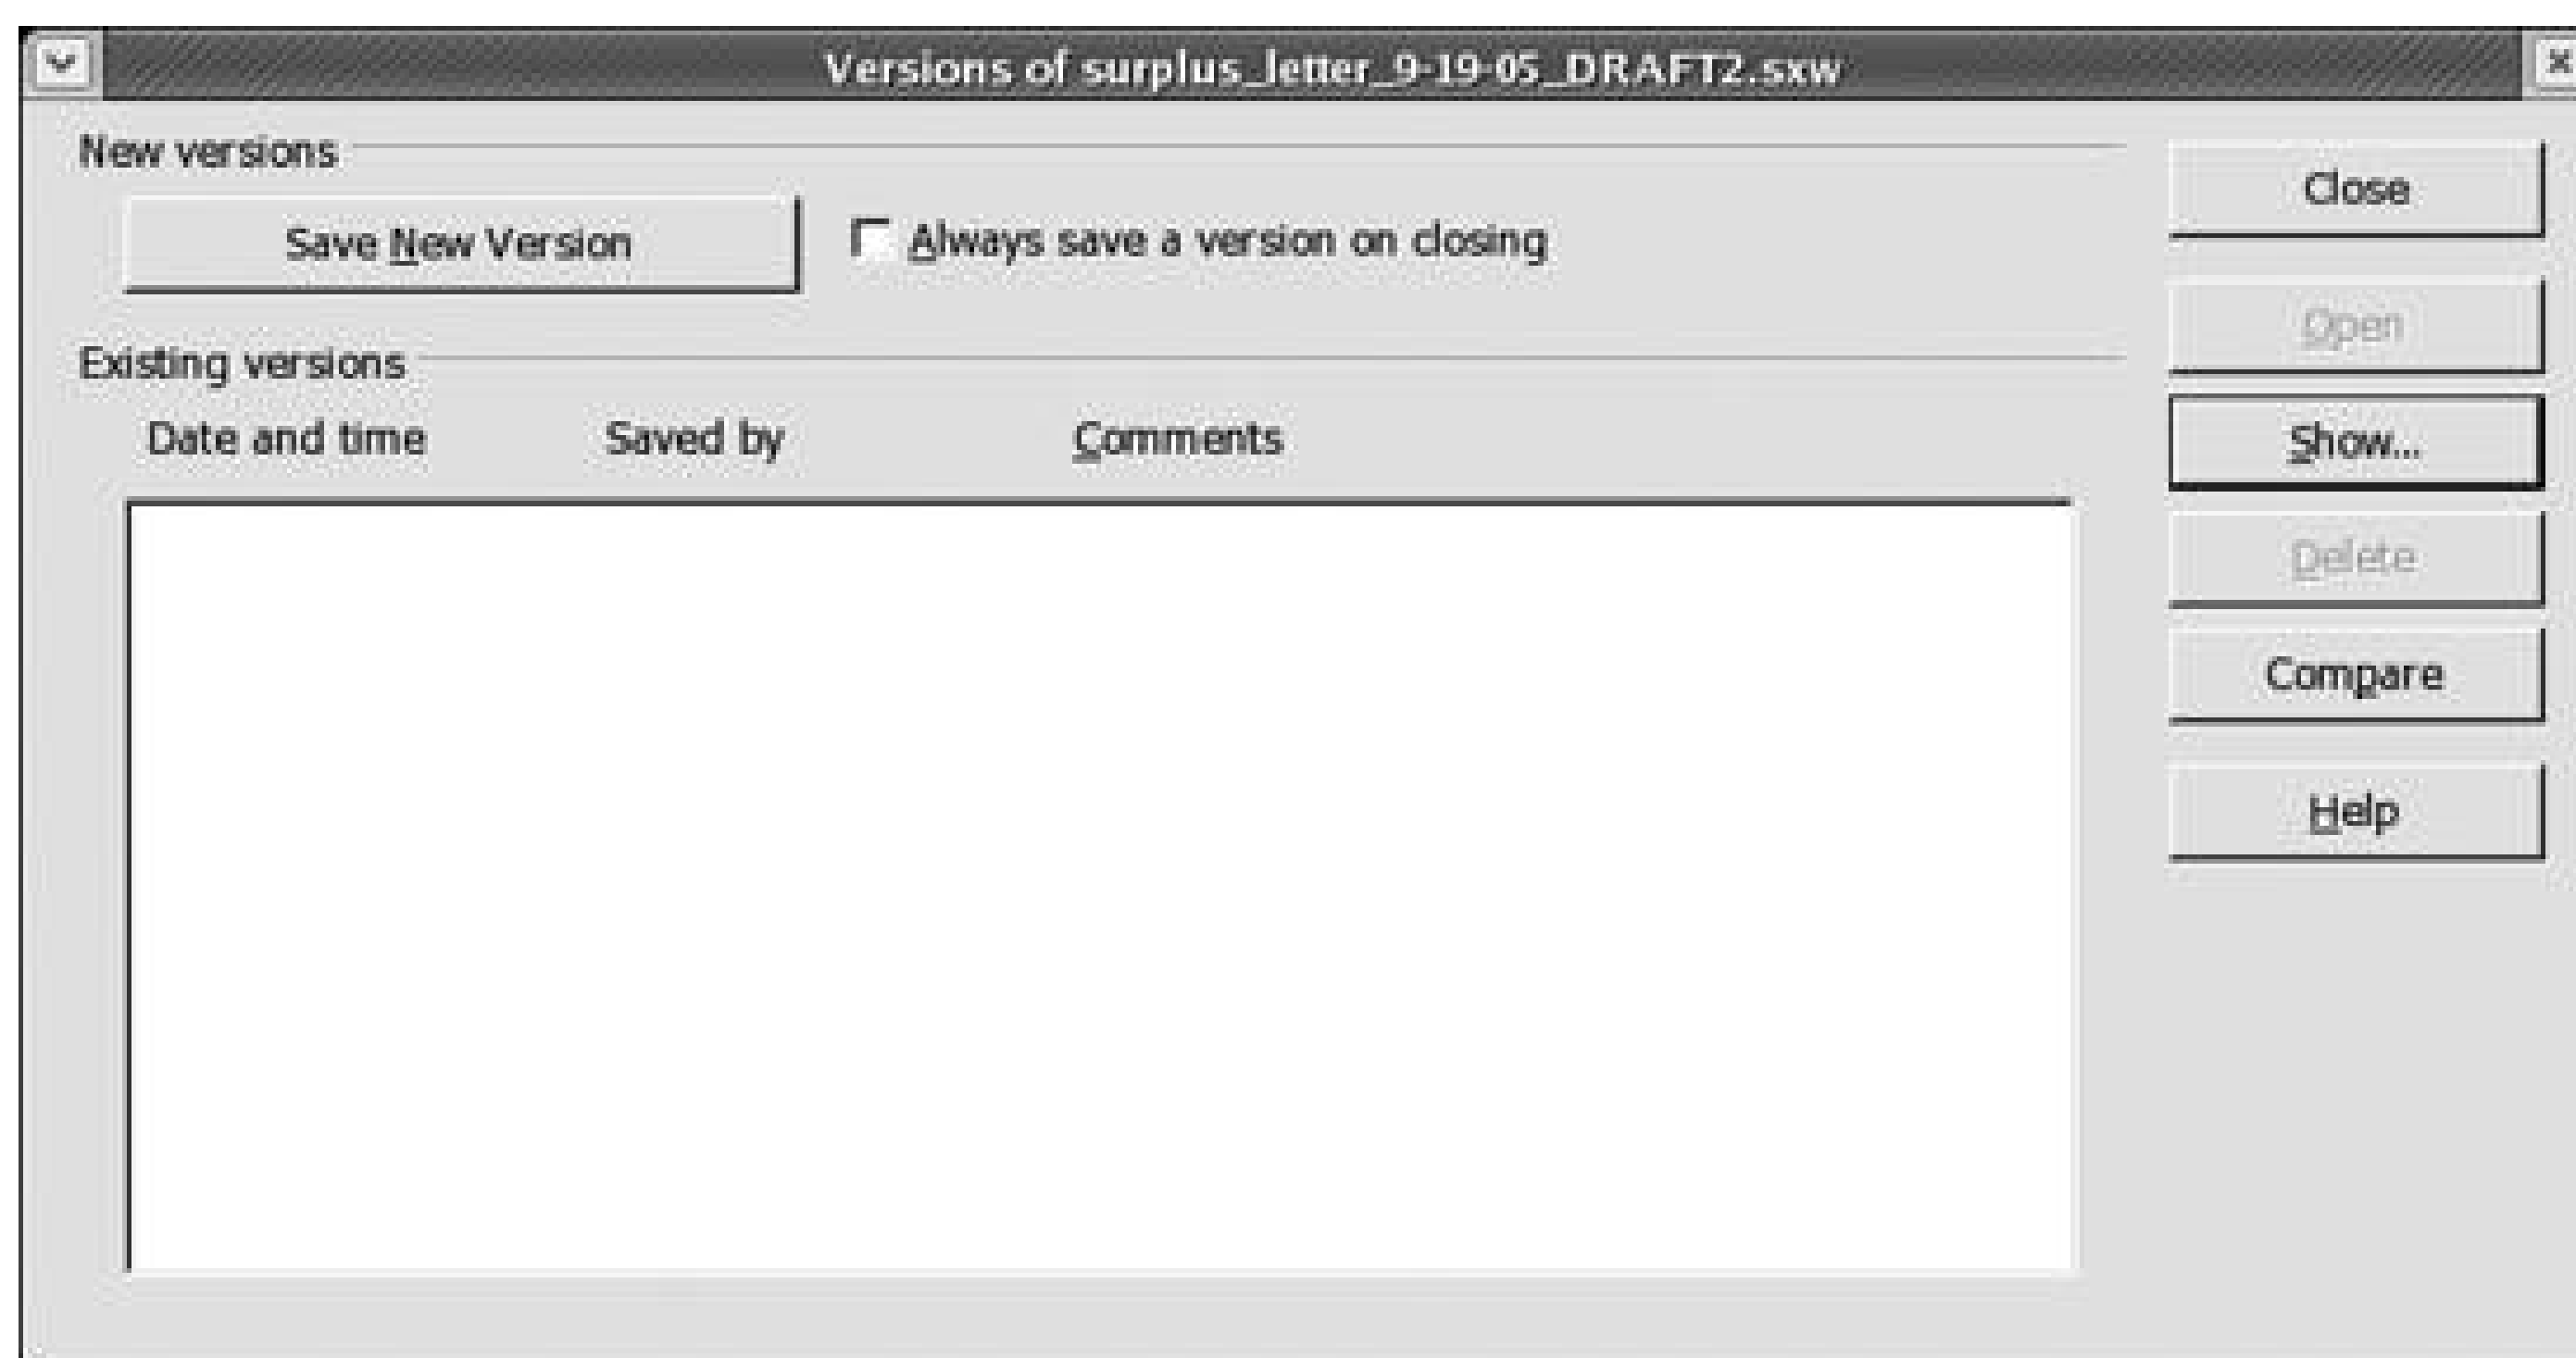 Versions of surplus_letter_9-19-05_DRAFT2.sxw
New versions
Save New Version
Always save a version on closing
Existing versions
Date and time Saved by Comments
Close
Open
Show...
Delete
Compare
Help